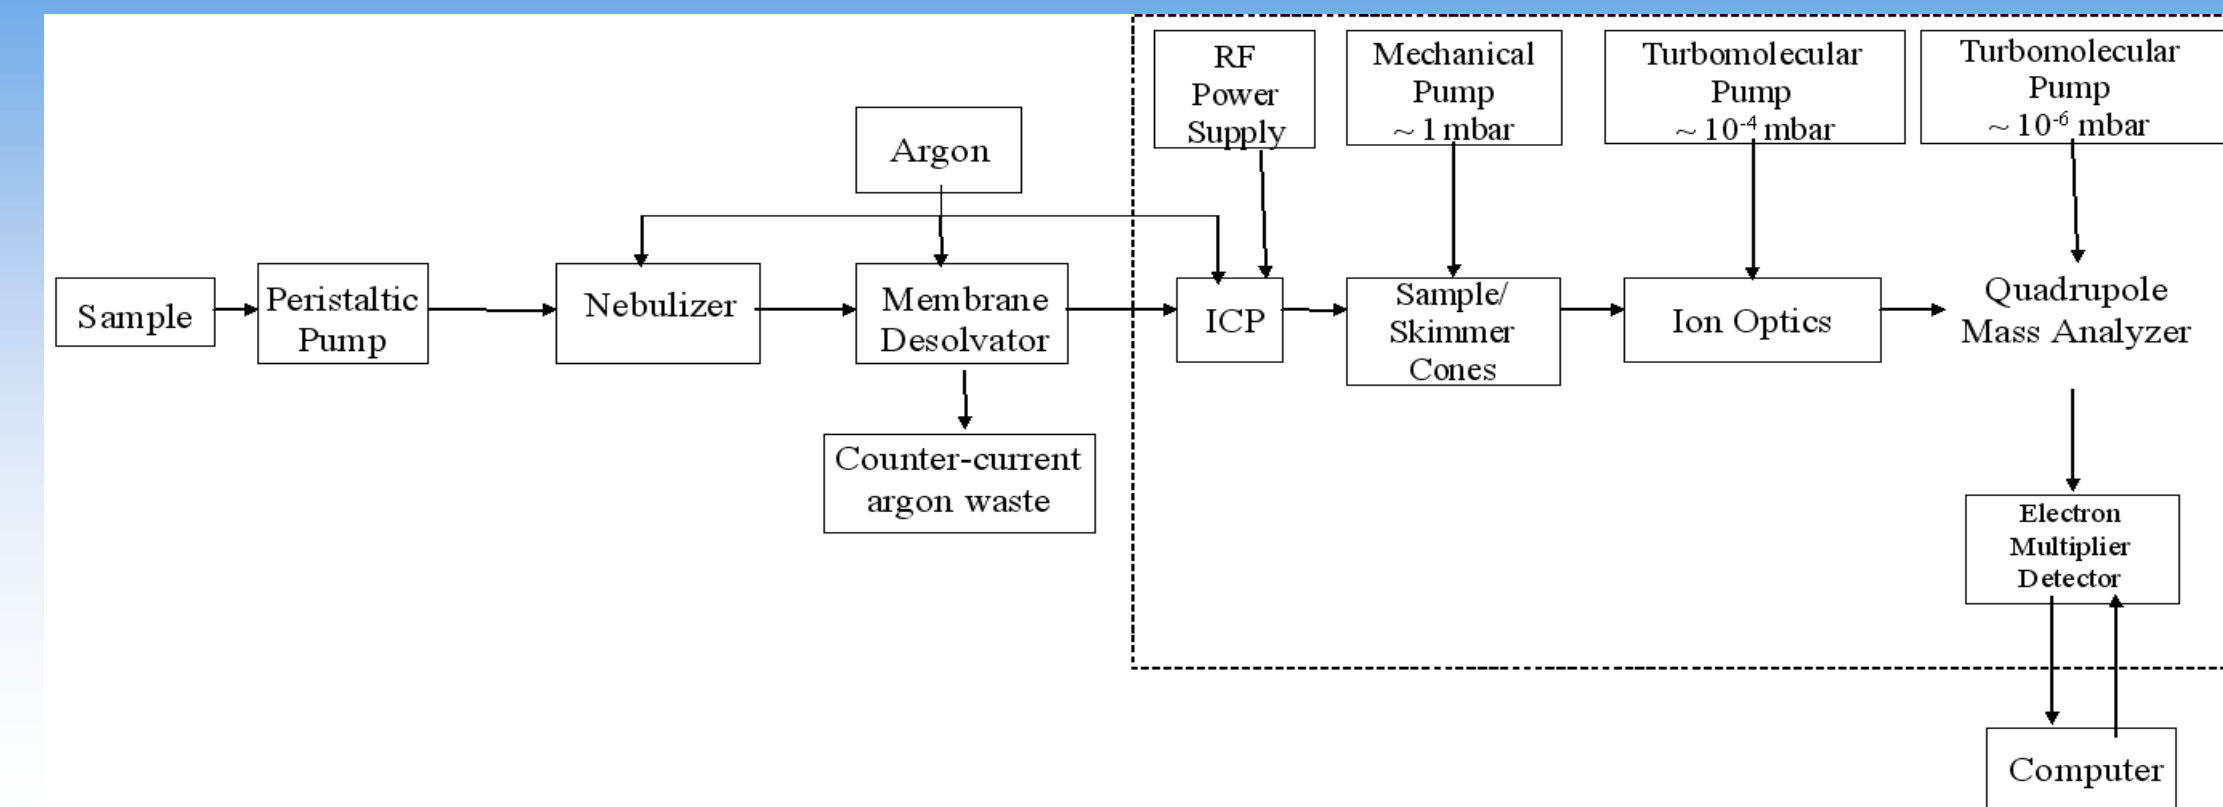 RF
Power
Supply
Mechanical
Pump
~ 1 mbar
Turbomolecular
Pump
~ 10⁻⁴ mbar
Turbomolecular
Pump
~ 10⁻⁶ mbar
Argon
Sample
Peristaltic
Pump
Nebulizer
Membrane
Desolvator
ICP
Sample/
Skimmer
Cones
Ion Optics
Quadrupole
Mass Analyzer
Counter-current
argon waste
Electron
Multiplier
Detector
Computer